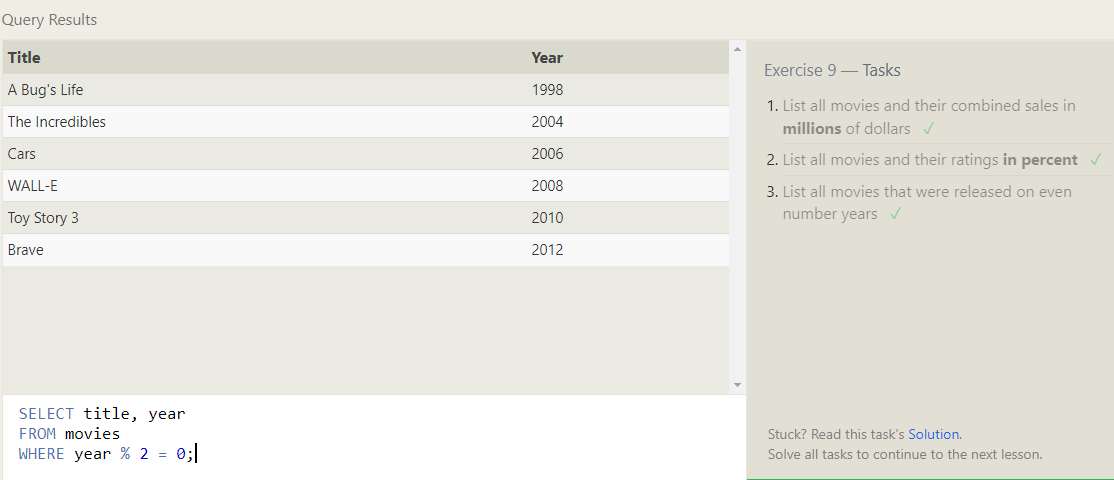 Query Results
Title Year
A Bug's Life 1998
The Incredibles 2004
Cars 2006
WALL-E 2008
Toy Story 3 2010
Brave 2012
SELECT title, year
FROM movies
WHERE year % 2 = 0;
Exercise 9 — Tasks
1. List all movies and their combined sales in
millions of dollars ✓
2. List all movies and their ratings in percent ✓
3. List all movies that were released on even
number years ✓
Stuck? Read this task's Solution.
Solve all tasks to continue to the next lesson.